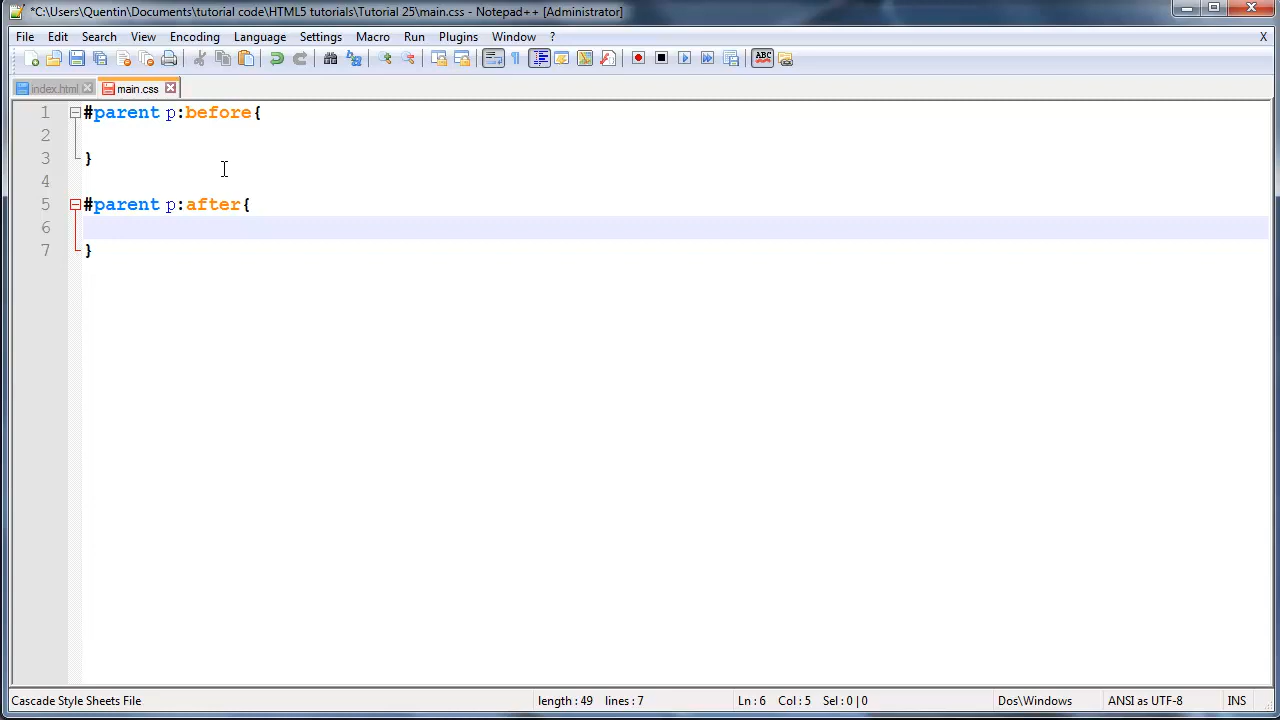 *C:\Users\Quentin\Documents\tutorial code\HTML5 tutorials\Tutorial 25\main.css - Notepad++ [Administrator]
File Edit Search View Encoding Language Settings Macro Run Plugins Window ? X
index.html main.css
1 #parent p:before{
2
3 }
4
5 #parent p:after{
6
7 }
Cascade Style Sheets File length : 49 lines : 7 Ln : 6 Col : 5 Sel : 0 | 0 Dos\Windows ANSI as UTF-8 INS